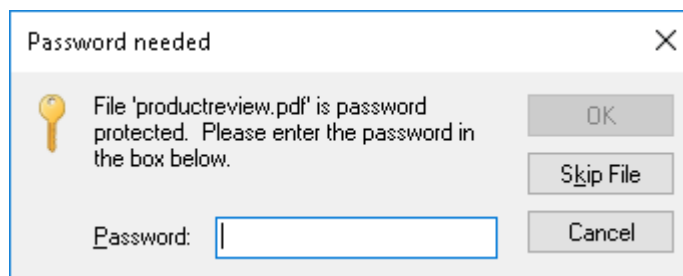 Password needed
File 'productreview.pdf' is password
protected.  Please enter the password in
the box below.
Password:
OK
Skip File
Cancel